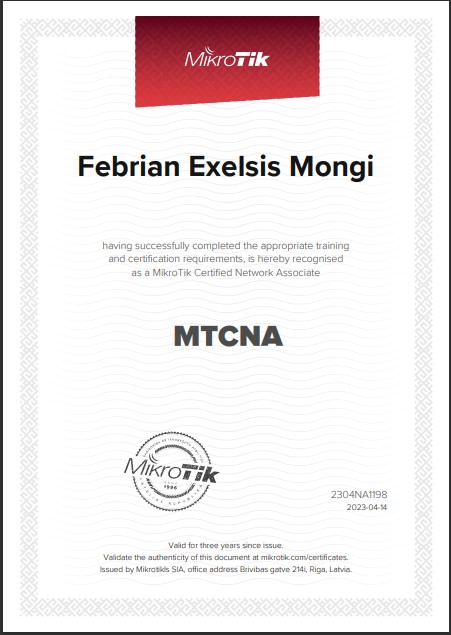 MikroTik
Febrian Exelsis Mongi
having successfully completed the appropriate training
and certification requirements, is hereby recognised
as a MikroTik Certified Network Associate
MTCNA
MikroTik
SINCE
1996
2304NA1198
2023-04-14
Valid for three years since issue.
Validate the authenticity of this document at mikrotik.com/certificates.
Issued by Mikrotikls SIA, office address Brivibas gatve 214i, Riga, Latvia.